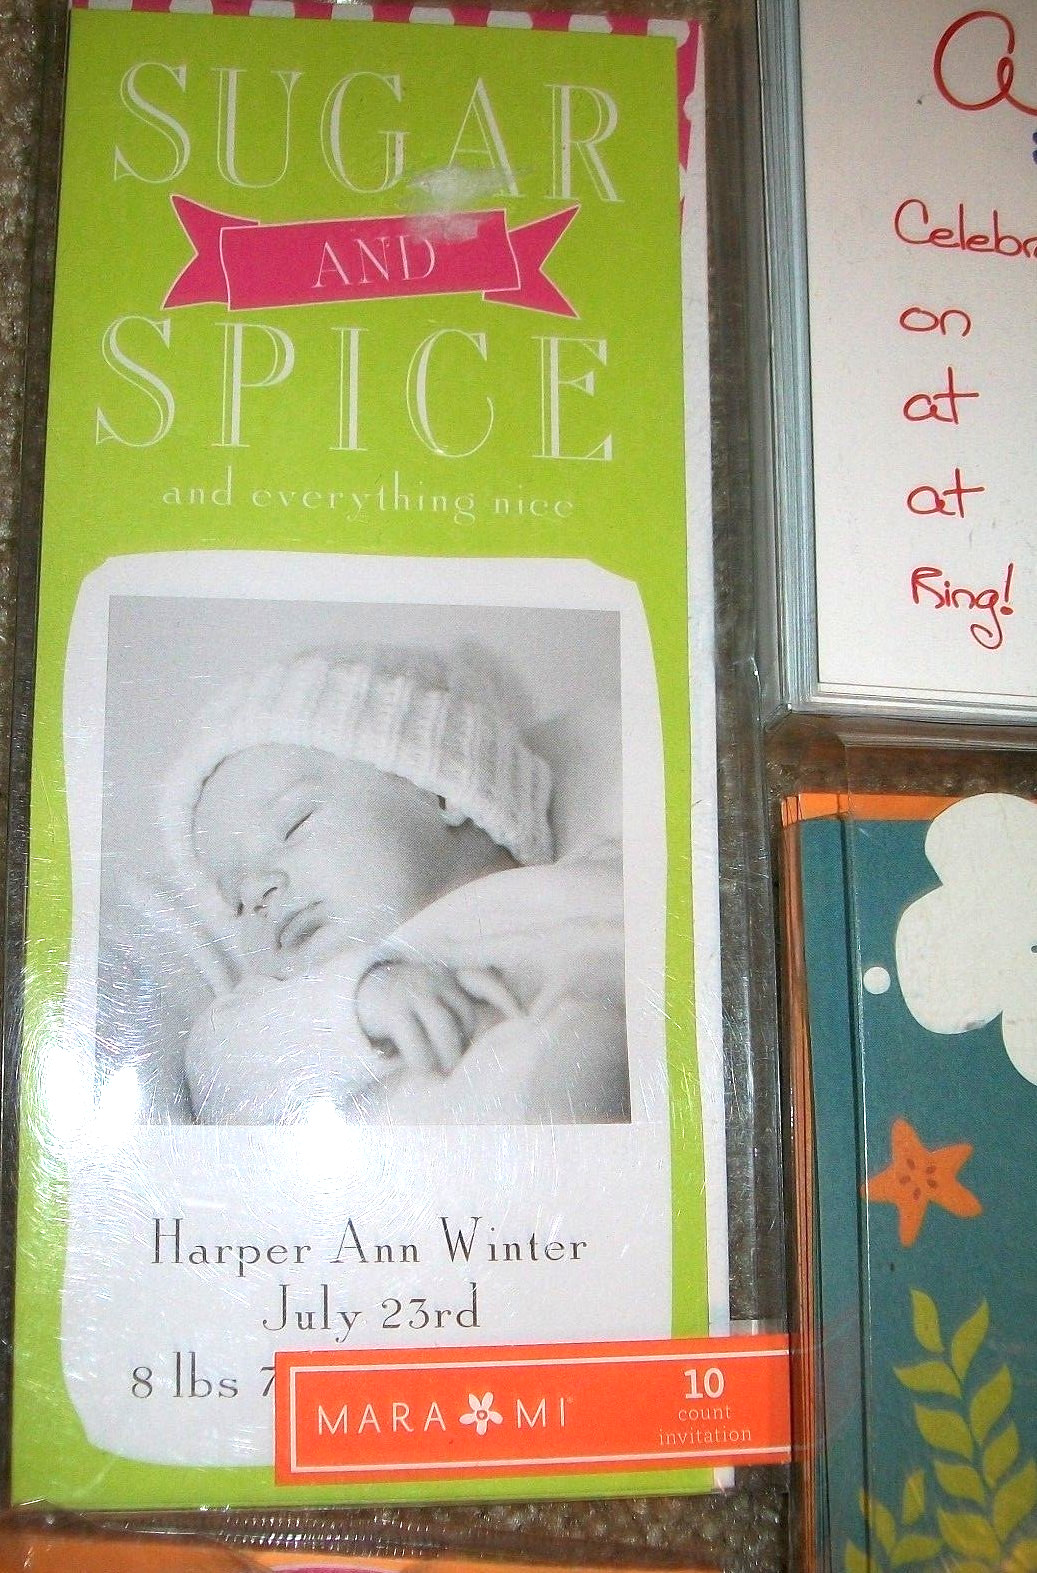 SUGAR
AND
SPICE
and everything nice
Harper Ann Winter
July 23rd
8 lbs 7
MARA MI
10
count
invitation
on
at
at
Ring!